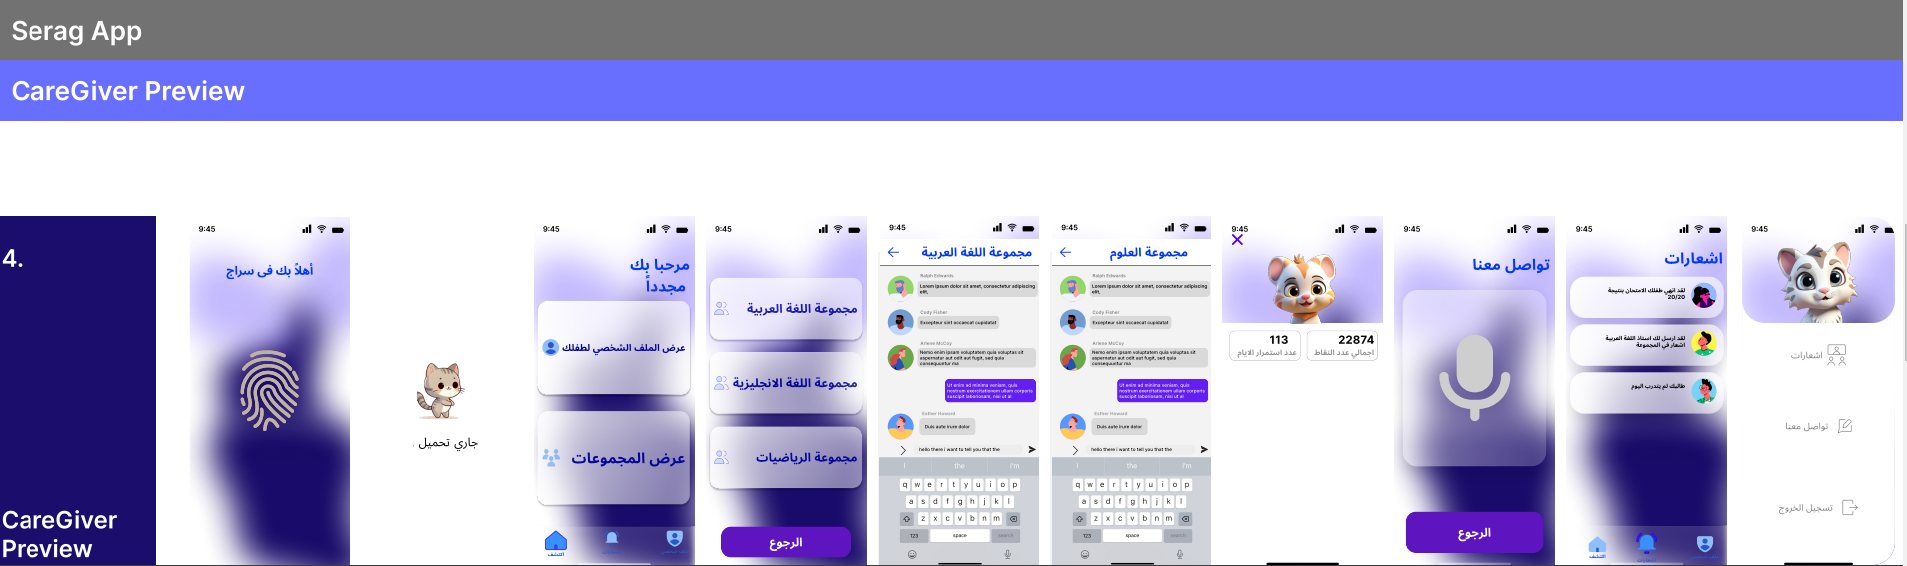 Serag App
CareGiver Preview
4.
CareGiver
Preview
9:45
أهلاً بك فى سراج
جاري تحميل .
9:45
مرحبا بك
مجدداً
عرض الملف الشخصي لطفلك
عرض المجموعات
اكتشف
9:45
مجموعة اللغة العربية
مجموعة اللغة الانجليزية
مجموعة الرياضيات
الرجوع
9:45
مجموعة اللغة العربية
Ralph Edwards
Lorem ipsum dolor sit amet, consectetur adipiscing
elit,
Cody Fisher
Excepteur sint occaecat cupidatat
Arlene McCoy
Nemo enim ipsam voluptatem quia voluptas sit
aspernatur aut odit aut fugit, sed quia
consequuntur ma
Ut enim ad minima veniam, quis
nostrum exercitationem ullam corporis
suscipit laboriosam, nisi ut al
Esther Howard
Duis aute irure dolor
hello there i want to tell you that the
I the I'm
q w e r t y u i o p
a s d f g h j k l
z x c v b n m
123 space search
9:45
مجموعة العلوم
Ralph Edwards
Lorem ipsum dolor sit amet, consectetur adipiscing
elit,
Cody Fisher
Excepteur sint occaecat cupidatat
Arlene McCoy
Nemo enim ipsam voluptatem quia voluptas sit
aspernatur aut odit aut fugit, sed quia
consequuntur ma
Ut enim ad minima veniam, quis
nostrum exercitationem ullam corporis
suscipit laboriosam, nisi ut al
Esther Howard
Duis aute irure dolor
hello there i want to tell you that the
I the I'm
q w e r t y u i o p
a s d f g h j k l
z x c v b n m
123 space search
9:45
113
عدد استمرار الايام
22874
اجمالي عدد النقاط
9:45
تواصل معنا
الرجوع
9:45
اشعارات
لقد انهي طفلك الامتحان بنتيجة
20/20
لقد ارسل لك استاذ اللغة العربية
اشعار في المجموعة
طالبك لم يتدرب اليوم
اكتشف
9:45
اشعارات
تواصل معنا
تسجيل الخروج